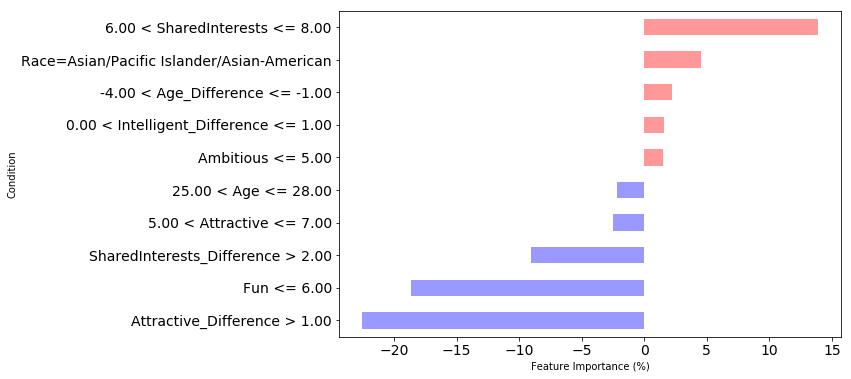 6.00 < SharedInterests <= 8.00
Race=Asian/Pacific Islander/Asian-American
-4.00 < Age_Difference <= -1.00
0.00 < Intelligent_Difference <= 1.00
Ambitious <= 5.00
25.00 < Age <= 28.00
5.00 < Attractive <= 7.00
SharedInterests_Difference > 2.00
Fun <= 6.00
Attractive_Difference > 1.00
Condition
−20 −15 −10 −5 0 5 10 15
Feature Importance (%)